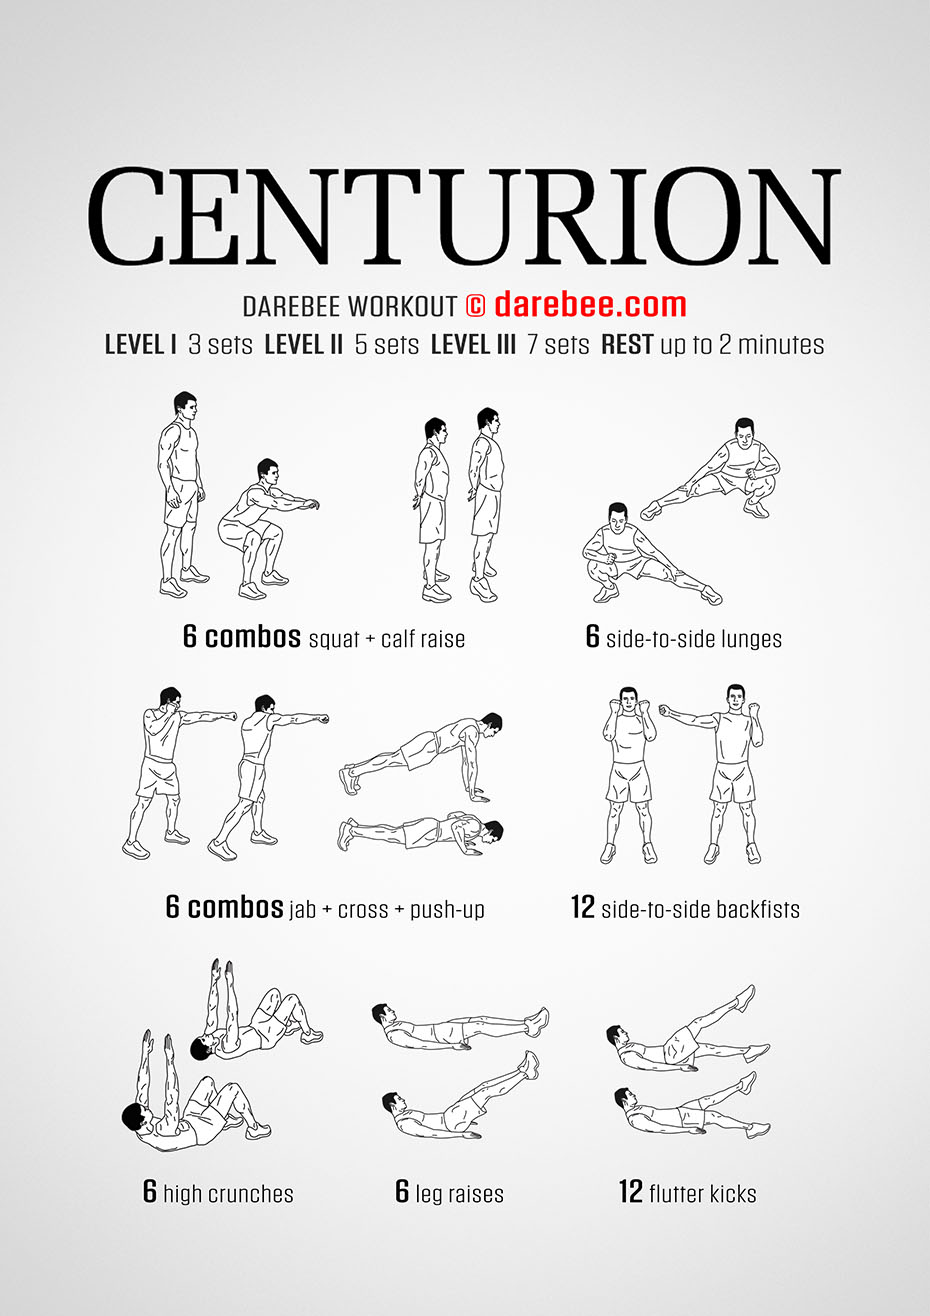 CENTURION
DAREBEE WORKOUT © darebee.com
LEVEL I 3 sets LEVEL II 5 sets LEVEL III 7 sets REST up to 2 minutes
6 combos squat + calf raise
6 side-to-side lunges
6 combos jab + cross + push-up
12 side-to-side backfists
6 high crunches
6 leg raises
12 flutter kicks